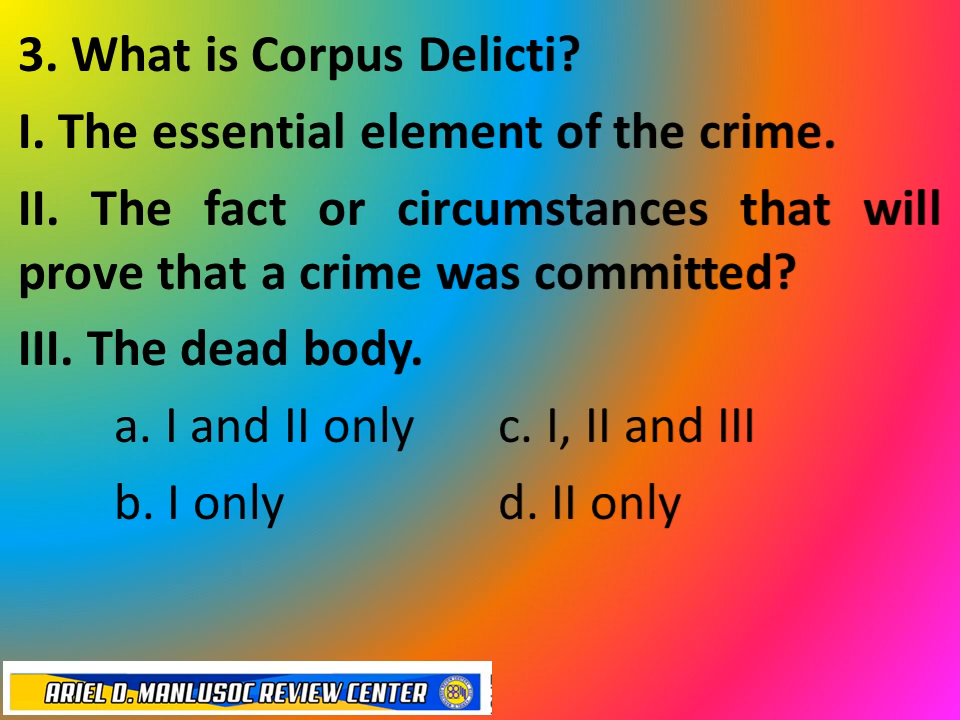 3. What is Corpus Delicti?
I. The essential element of the crime.
II. The fact or circumstances that will
prove that a crime was committed?
III. The dead body.
a. I and II only c. I, II and III
b. I only d. II only
ARIEL D. MANLUSOC REVIEW CENTER